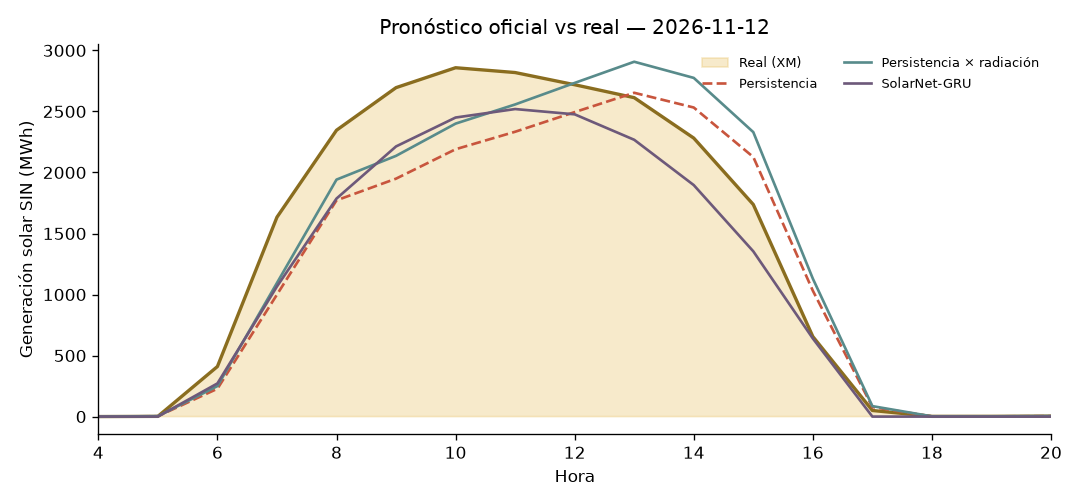 Pronóstico oficial vs real — 2026-11-12
Real (XM)
Persistencia
Persistencia × radiación
SolarNet-GRU
Generación solar SIN (MWh)
3000
2500
2000
1500
1000
500
0
4 6 8 10 12 14 16 18 20
Hora